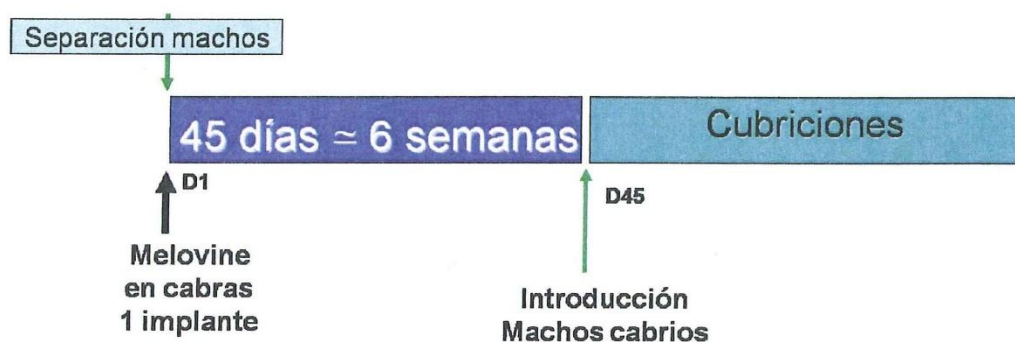 Separación machos
45 días ≃ 6 semanas
Cubriciones
D1
D45
Melovine
en cabras
1 implante
Introducción
Machos cabrios